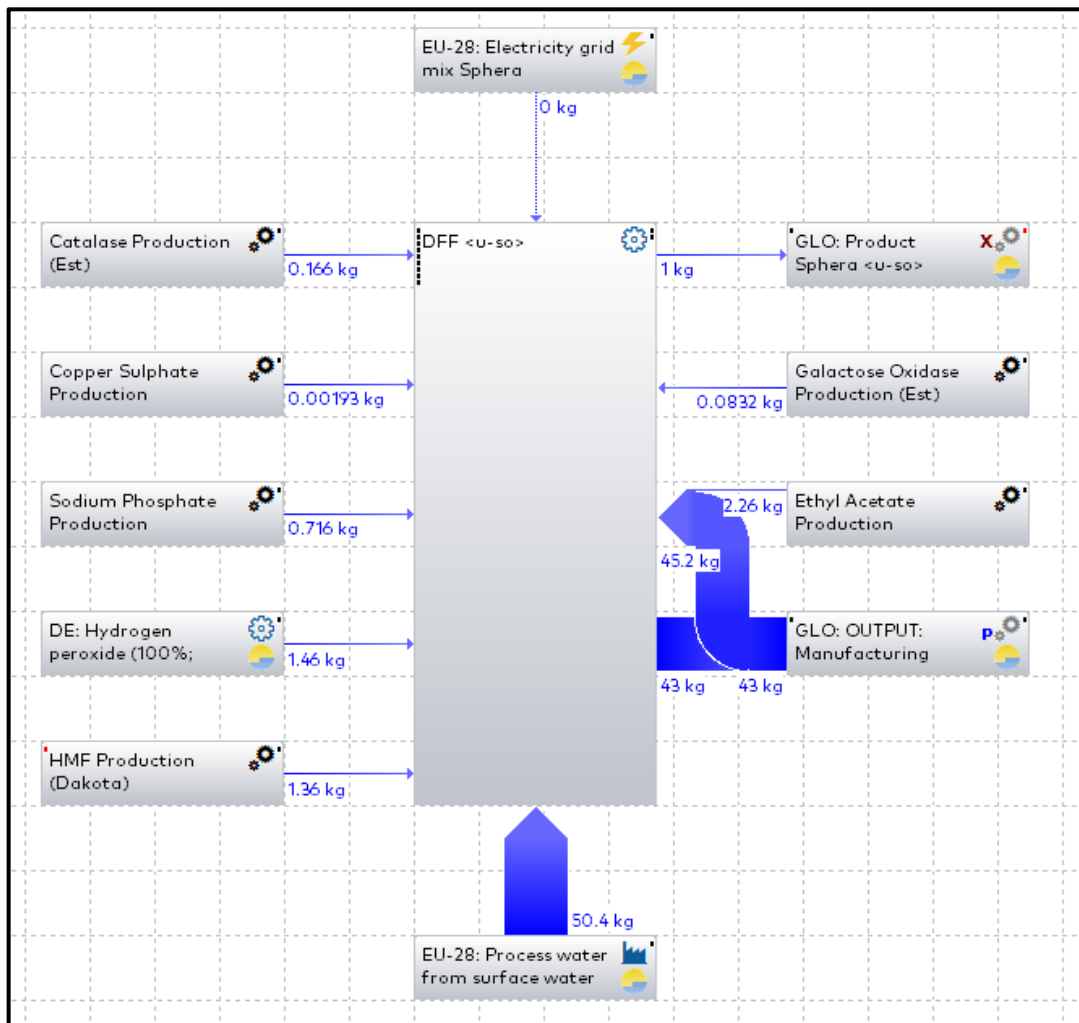 EU-28: Electricity grid
mix Sphera
0 kg
Catalase Production
(Est)
0.166 kg
DFF <u-so>
1 kg
GLO: Product
Sphera <u-so>
X
Copper Sulphate
Production
0.00193 kg
Galactose Oxidase
Production (Est)
0.0832 kg
Sodium Phosphate
Production
0.716 kg
2.26 kg
Ethyl Acetate
Production
45.2 kg
DE: Hydrogen
peroxide (100%;
1.46 kg
GLO: OUTPUT:
Manufacturing
p
43 kg
43 kg
HMF Production
(Dakota)
1.36 kg
50.4 kg
EU-28: Process water
from surface water